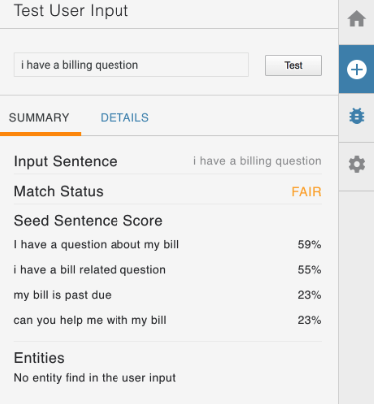 Test User Input
i have a billing question
Test
SUMMARY
DETAILS
Input Sentence
i have a billing question
Match Status
FAIR
Seed Sentence Score
I have a question about my bill
59%
i have a bill related question
55%
my bill is past due
23%
can you help me with my bill
23%
Entities
No entity find in the user input